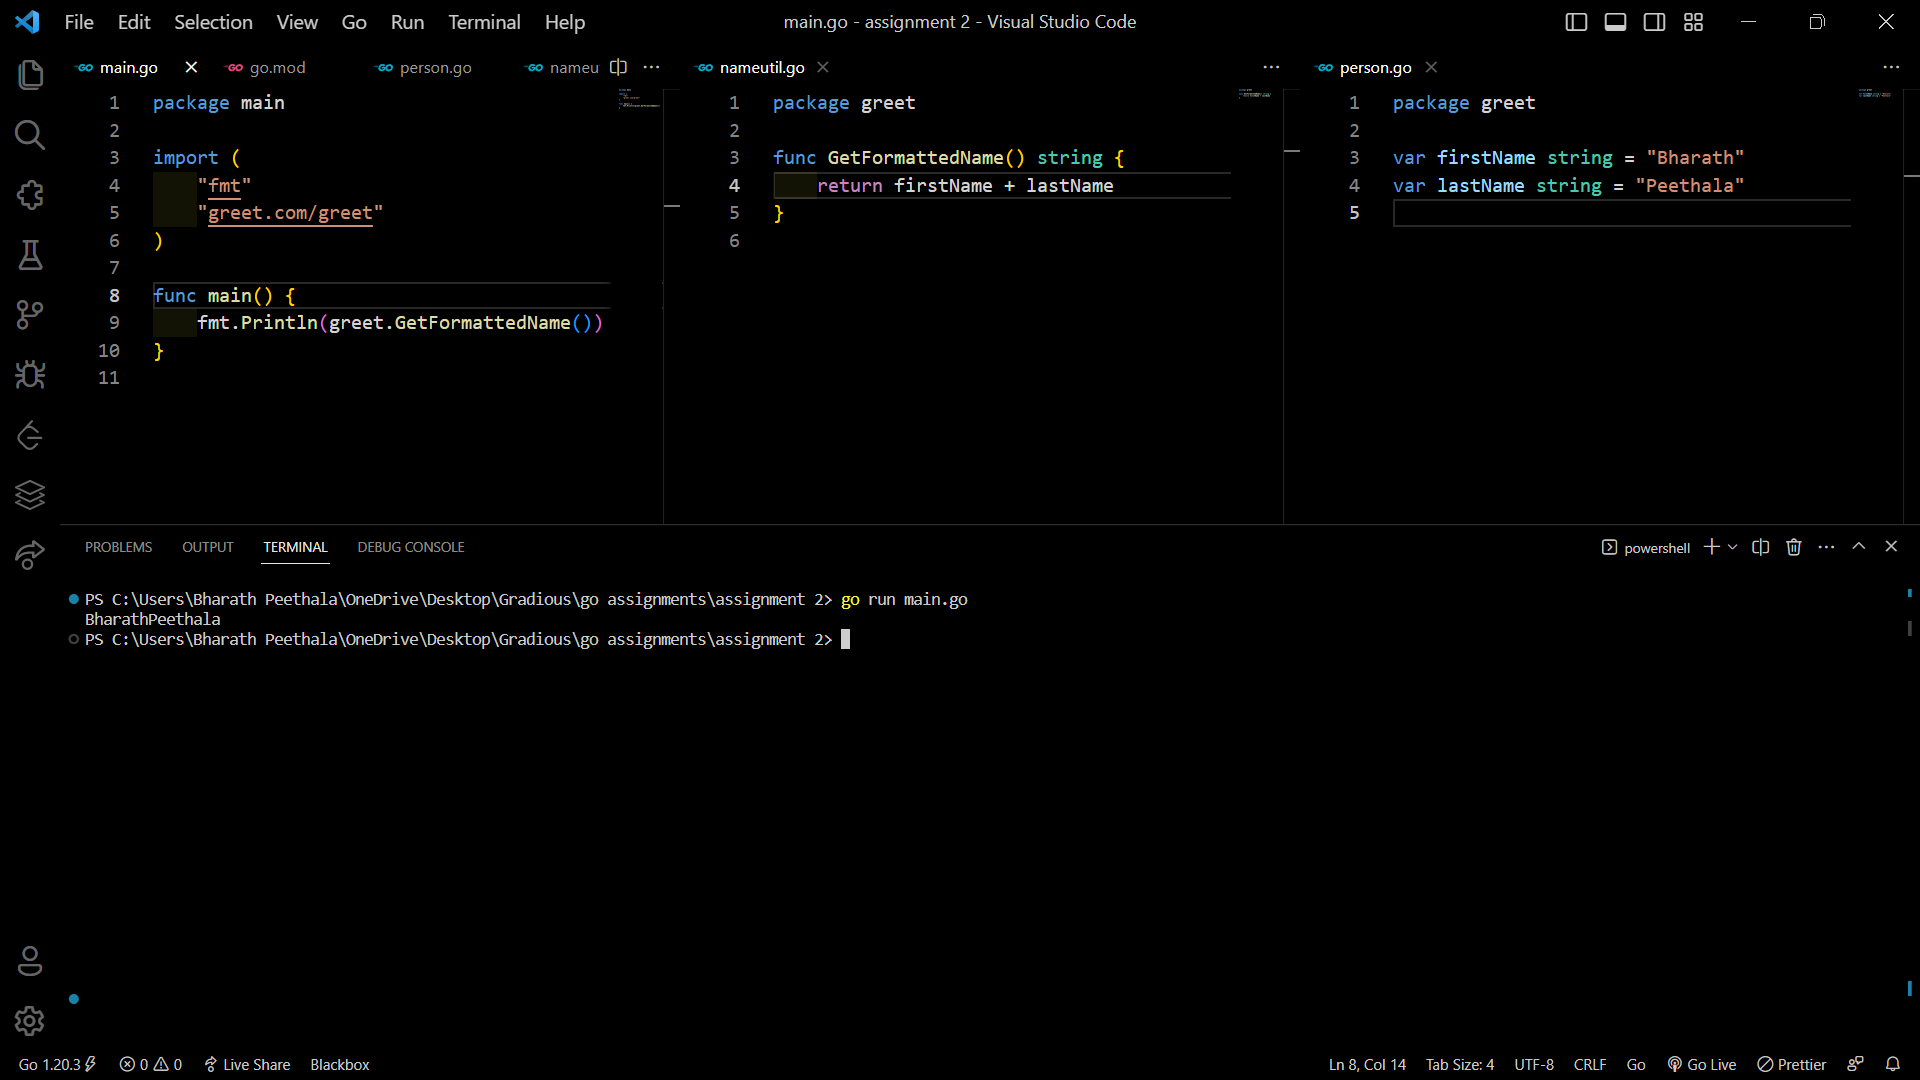 File Edit Selection View Go Run Terminal Help main.go - assignment 2 - Visual Studio Code
GO main.go GO go.mod GO person.go GO nameu GO nameutil.go GO person.go
1 package main
2
3 import (
4 "fmt"
5 "greet.com/greet"
6 )
7
8 func main() {
9 fmt.Println(greet.GetFormattedName())
10 }
11
1 package greet
2
3 func GetFormattedName() string {
4 return firstName + lastName
5 }
6
1 package greet
2
3 var firstName string = "Bharath"
4 var lastName string = "Peethala"
5
PROBLEMS OUTPUT TERMINAL DEBUG CONSOLE powershell
PS C:\Users\Bharath Peethala\OneDrive\Desktop\Gradious\go assignments\assignment 2> go run main.go
BharathPeethala
PS C:\Users\Bharath Peethala\OneDrive\Desktop\Gradious\go assignments\assignment 2>
Go 1.20.3 0 0 Live Share Blackbox Ln 8, Col 14 Tab Size: 4 UTF-8 CRLF Go Go Live Prettier